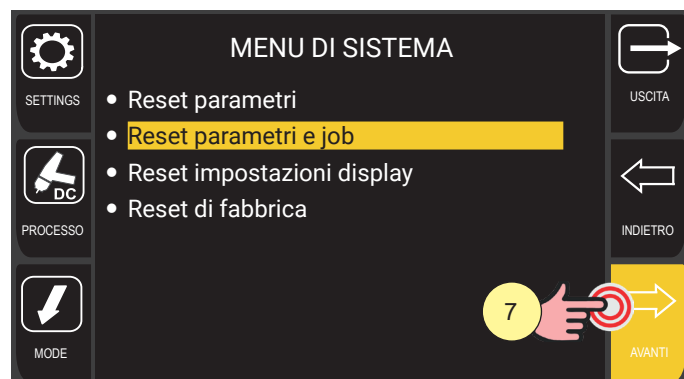 MENU DI SISTEMA
SETTINGS
USCITA
Reset parametri
Reset parametri e job
Reset impostazioni display
Reset di fabbrica
DC
PROCESSO
INDIETRO
7
MODE
AVANTI